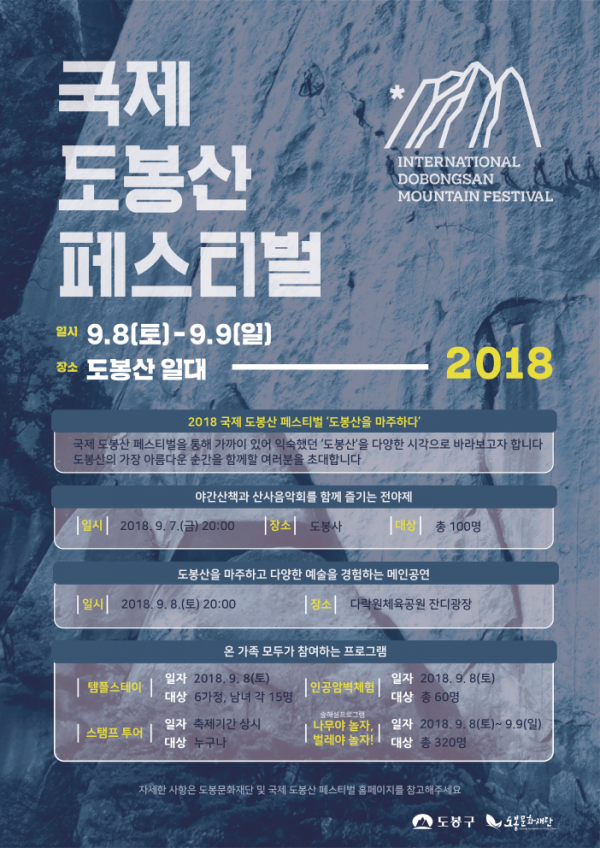 국제
도봉산
페스티벌
*
INTERNATIONAL
DOBONGSAN
MOUNTAIN FESTIVAL
일시 9.8(토)-9.9(일)
장소 도봉산 일대
2018
2018 국제 도봉산 페스티벌 '도봉산을 마주하다'
국제 도봉산 페스티벌을 통해 가까이 있어 익숙했던 '도봉산'을 다양한 시각으로 바라보고자 합니다
도봉산의 가장 아름다운 순간을 함께할 여러분을 초대합니다
야간산책과 산사음악회를 함께 즐기는 전야제
일시 2018. 9. 7.(금) 20:00 장소 도봉사 대상 총 100명
도봉산을 마주하고 다양한 예술을 경험하는 메인공연
일시 2018. 9. 8.(토) 20:00 장소 다락원체육공원 잔디광장
온 가족 모두가 참여하는 프로그램
템플스테이
일자 2018. 9. 8(토)
대상 6가정, 남녀 각 15명
인공암벽체험
일자 2018. 9. 8(토)
대상 총 60명
스탬프 투어
일자 축제기간 상시
대상 누구나
숲해설프로그램
나무야 놀자,
벌레야 놀자!
일자 2018. 9. 8(토)~ 9.9(일)
대상 총 320명
자세한 사항은 도봉문화재단 및 국제 도봉산 페스티벌 홈페이지를 참고해주세요
도봉구 도봉문화재단